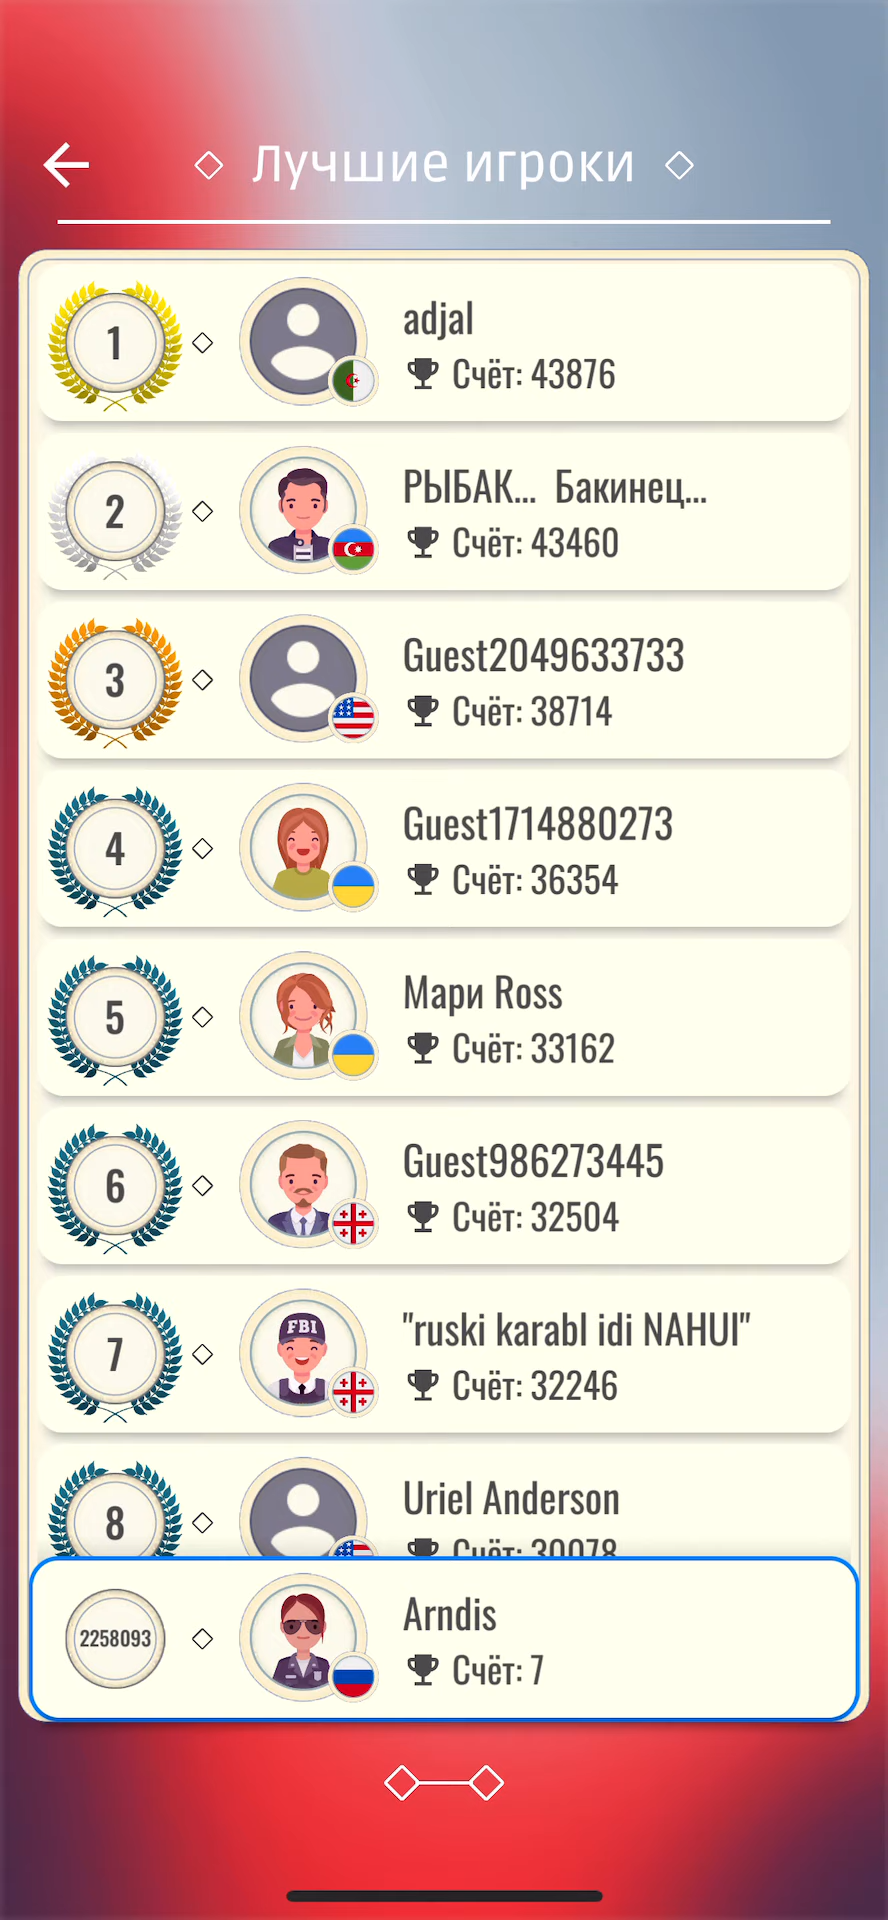 Лучшие игроки
1
adjal
Счёт: 43876
2
РЫБАК... Бакинец...
Счёт: 43460
3
Guest2049633733
Счёт: 38714
4
Guest1714880273
Счёт: 36354
5
Мари Ross
Счёт: 33162
6
Guest986273445
Счёт: 32504
7
FBI
"ruski karabl idi NAHUI"
Счёт: 32246
8
Uriel Anderson
Счёт: 30078
2258093
Arndis
Счёт: 7